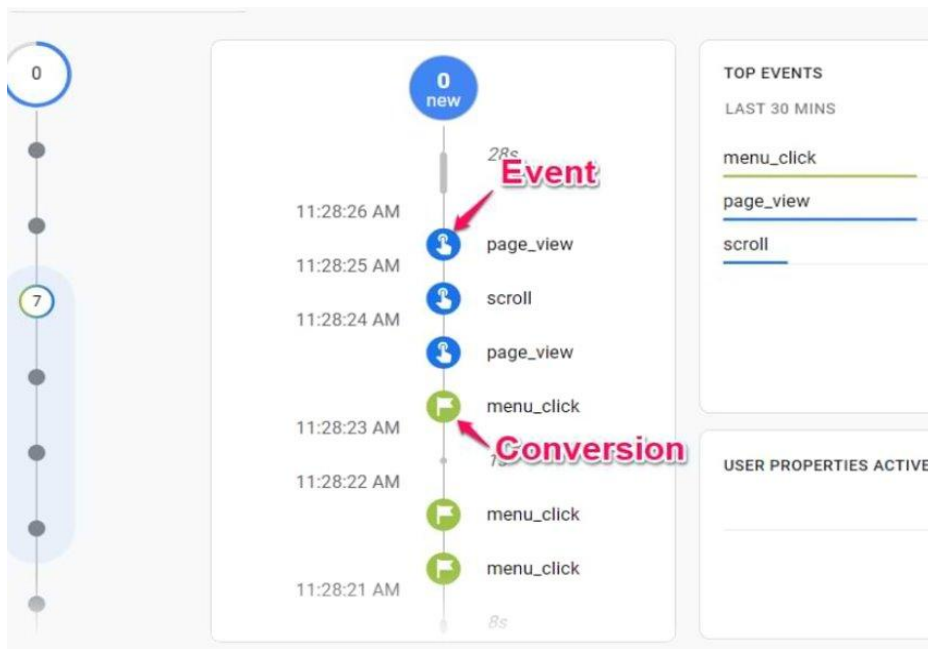 0
7
0
new
28s
Event
11:28:26 AM
page_view
11:28:25 AM
scroll
11:28:24 AM
page_view
menu_click
11:28:23 AM
Conversion
11:28:22 AM
menu_click
menu_click
11:28:21 AM
8s
TOP EVENTS
LAST 30 MINS
menu_click
page_view
scroll
USER PROPERTIES ACTIVE